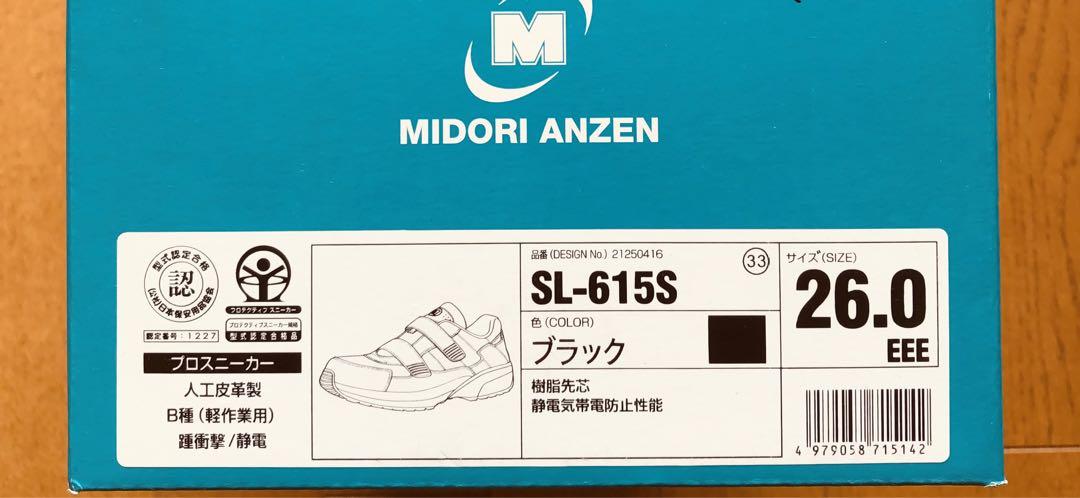 M
MIDORI ANZEN
型式認定合格
認
(公社)日本保安用品協会
認定番号:1227
プロテクティブ スニーカー
プロテクティブスニーカー規格
型式認定合格品
プロスニーカー
人工皮革製
B種(軽作業用)
踵衝撃/静電
品番(DESIGN No.) 21250416
33
SL-615S
色(COLOR)
ブラック
樹脂先芯
静電気帯電防止性能
サイズ(SIZE)
26.0
EEE
4 979058 715142